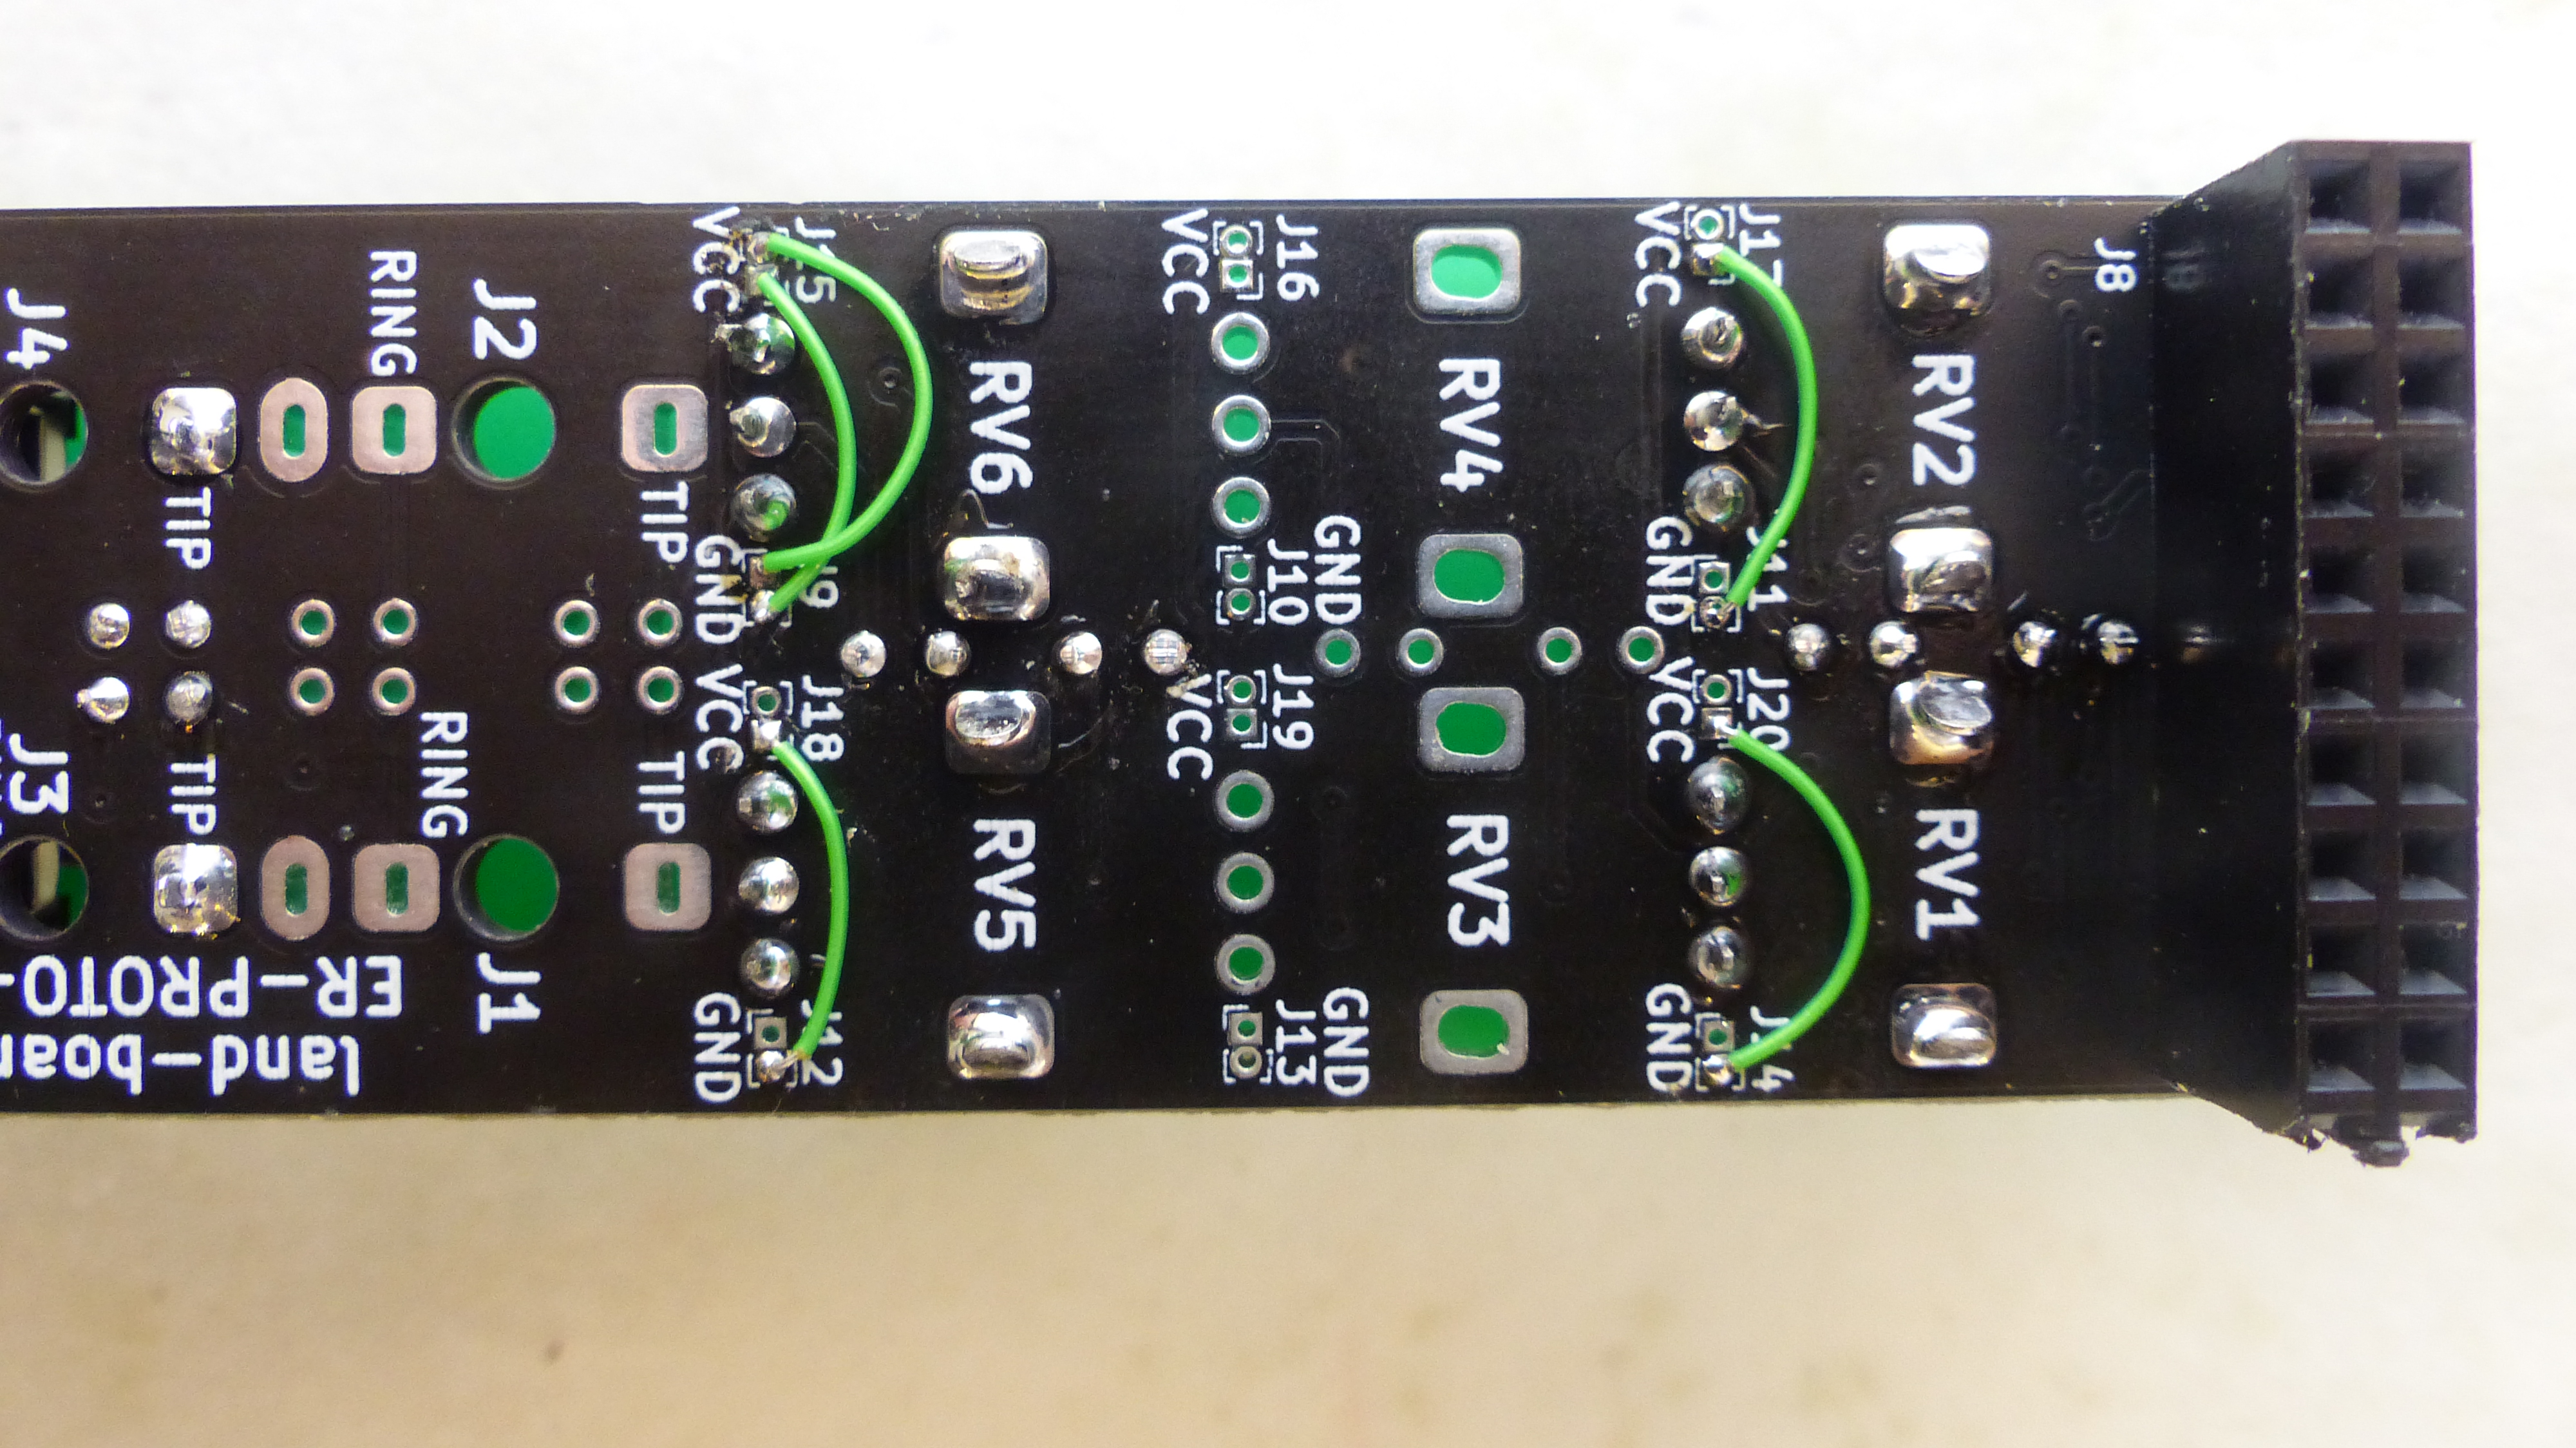 J8
RV2 RV1
J17 J11 J20 J14
VCC GND VCC GND
RV4 RV3
GND GND
J16 J10 J19 J13
VCC VCC
RV6 RV5
J15 J9 J18 J12
VCC GND VCC GND
TIP TIP
J2 J1
RING
RING
TIP TIP
J4 J3
land-boar
ER-PROTO-